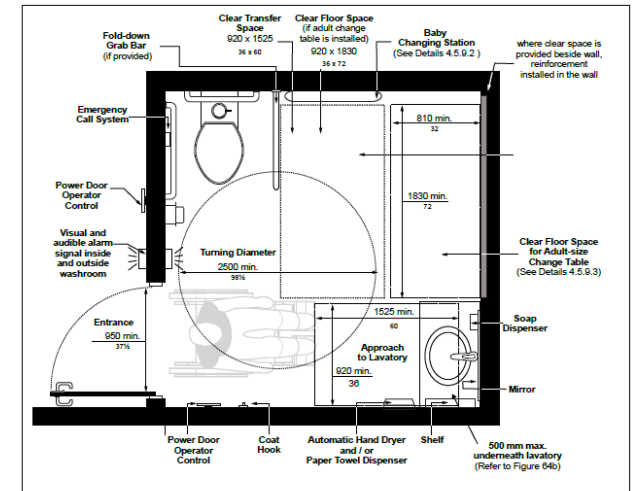 Fold-down
Grab Bar
(if provided)
Clear Transfer
Space
920 x 1525
36 x 60
Clear Floor Space
(if adult change
table is installed)
920 x 1830
36 x 72
Baby
Changing Station
(See Details 4.5.9.2 )
where clear space is
provided beside wall,
reinforcement
installed in the wall
Emergency
Call System
810 min.
32
Power Door
Operator
Control
1830 min.
72
Visual and
audible alarm
signal inside
and outside
washroom
Turning Diameter
2500 min.
98½
Clear Floor Space
for Adult-size
Change Table
(See Details 4.5.9.3)
Entrance
950 min.
37½
1525 min.
60
Approach
to Lavatory
920 min.
36
Soap
Dispenser
Mirror
Power Door
Operator
Control
Coat
Hook
Automatic Hand Dryer
and / or
Paper Towel Dispenser
Shelf
500 mm max.
underneath lavatory
(Refer to Figure 64b)